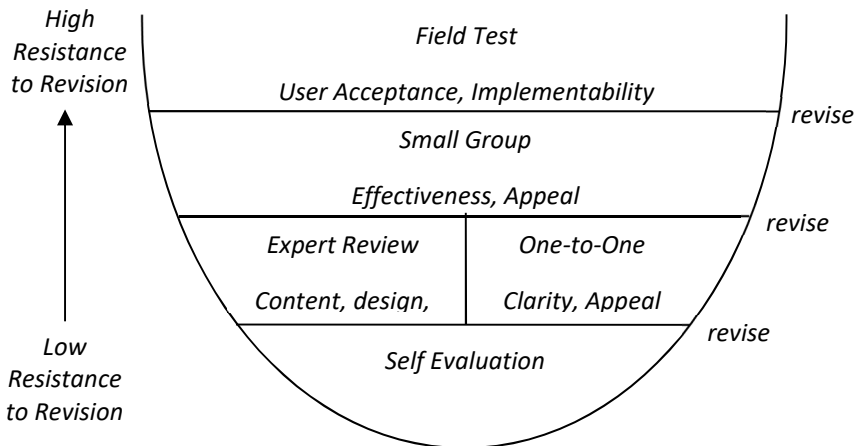 High
Resistance
to Revision
Field Test
User Acceptance, Implementability
revise
Small Group
Effectiveness, Appeal
revise
Expert Review
One-to-One
Content, design,
Clarity, Appeal
revise
Self Evaluation
Low
Resistance
to Revision